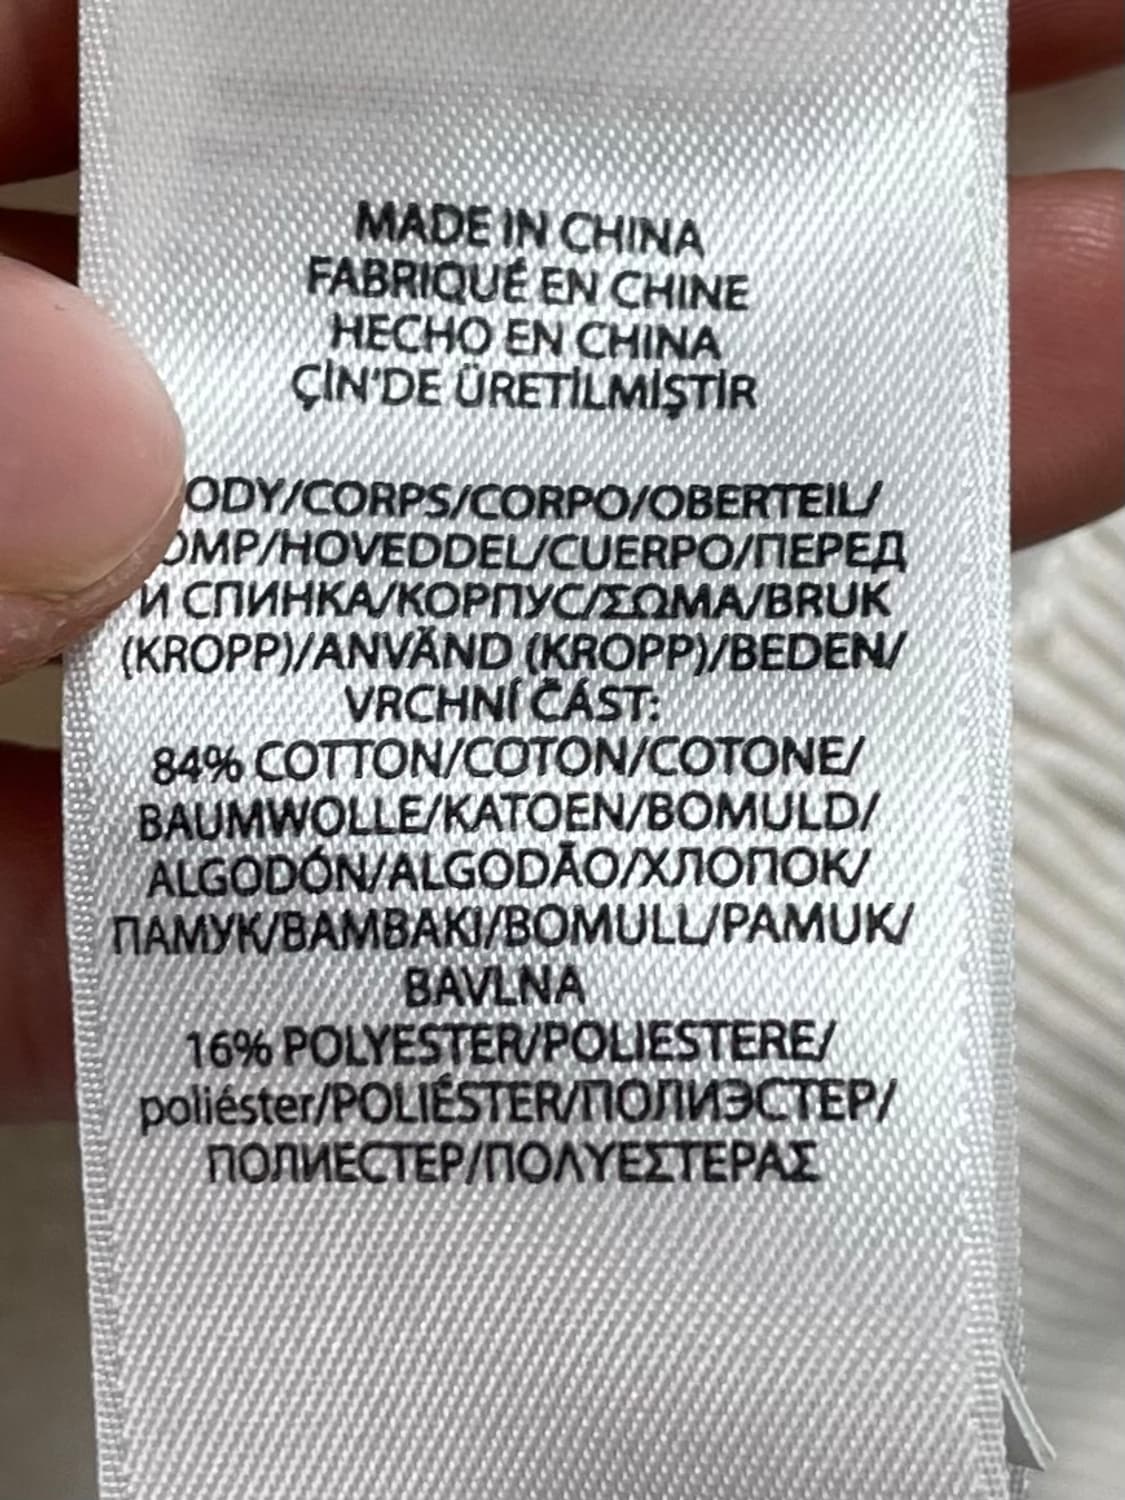 MADE IN CHINA
FABRIQUÉ EN CHINE
HECHO EN CHINA
ÇİN'DE ÜRETİLMİŞTİR
ODY/CORPS/CORPO/OBERTEIL/
OMP/HOVEDDEL/CUERPO/ПЕРЕД
И СПИНКА/КОРПУС/ΣΩΜΑ/BRUK
(KROPP)/ANVÄND (KROPP)/BEDEN/
VRCHNÍ ČÁST:
84% COTTON/COTON/COTONE/
BAUMWOLLE/KATOEN/BOMULD/
ALGODÓN/ALGODÃO/ХЛОПОК/
ПАМУК/ΒΑΜΒΑΚΙ/BOMULL/PAMUK/
BAVLNA
16% POLYESTER/POLIESTERE/
poliéster/POLIÉSTER/ПОЛИЭСТЕР/
ПОЛИЕСТЕР/ΠΟΛΥΕΣΤΕΡΑΣ